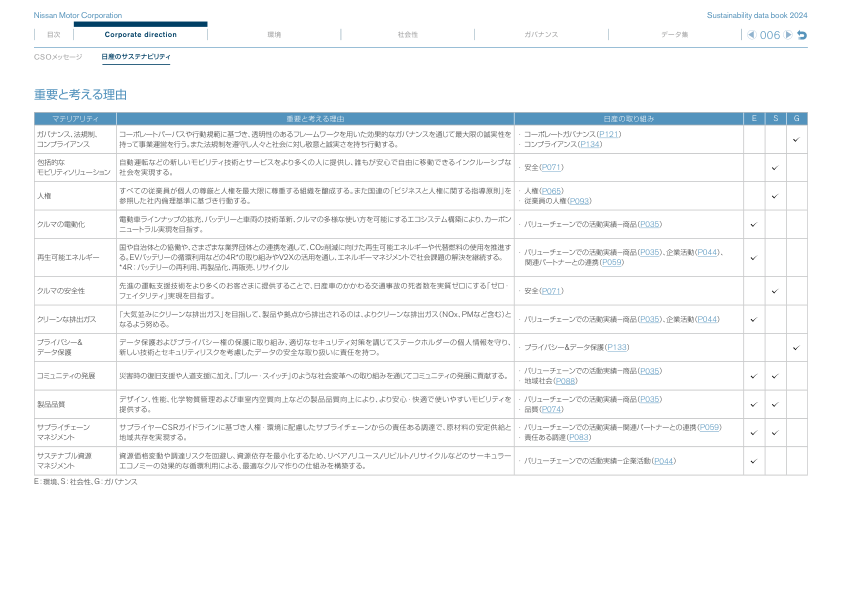 Nissan Motor Corporation
Sustainability data book 2024
目次
Corporate direction
環境
社会性
ガバナンス
データ集
006
CSOメッセージ
日産のサステナビリティ
重要と考える理由
マテリアリティ 重要と考える理由 日産の取り組み E S G
ガバナンス、法規制、
コンプライアンス
コーポレートパーパスや行動規範に基づき、透明性のあるフレームワークを用いた効果的なガバナンスを通じて最大限の誠実性を
持って事業運営を行う。また法規制を遵守し人々と社会に対し敬意と誠実さを持ち行動する。
・ コーポレートガバナンス(P121)
・ コンプライアンス(P134)
✓
包括的な
モビリティソリューション
自動運転などの新しいモビリティ技術とサービスをより多くの人に提供し、誰もが安心で自由に移動できるインクルーシブな
社会を実現する。
・ 安全(P071)
✓
人権
すべての従業員が個人の尊厳と人権を最大限に尊重する組織を醸成する。また国連の「ビジネスと人権に関する指導原則」を
参照した社内倫理基準に基づき行動する。
・ 人権(P065)
・ 従業員の人権(P093)
✓
クルマの電動化
電動車ラインナップの拡充、バッテリーと車両の技術革新、クルマの多様な使い方を可能にするエコシステム構築により、カーボン
ニュートラル実現を目指す。
・ バリューチェーンでの活動実績−商品(P035)
✓
再生可能エネルギー
国や自治体との協働や、さまざまな業界団体との連携を通して、CO₂削減に向けた再生可能エネルギーや代替燃料の使用を推進す
る。EVバッテリーの循環利用などの4R*の取り組みやV2Xの活用を通し、エネルギーマネジメントで社会課題の解決を継続する。
*4R：バッテリーの再利用、再製品化、再販売、リサイクル
・ バリューチェーンでの活動実績−商品(P035)、企業活動(P044)、
関連パートナーとの連携(P059)
✓
クルマの安全性
先進の運転支援技術をより多くのお客さまに提供することで、日産車のかかわる交通事故の死者数を実質ゼロにする「ゼロ・
フェイタリティ」実現を目指す。
・ 安全(P071)
✓
クリーンな排出ガス
「大気並みにクリーンな排出ガス」を目指して、製品や拠点から排出されるのは、よりクリーンな排出ガス(NOx、PMなど含む)と
なるよう努める。
・ バリューチェーンでの活動実績−商品(P035)、企業活動(P044)
✓
プライバシー&
データ保護
データ保護およびプライバシー権の保護に取り組み、適切なセキュリティ対策を講じてステークホルダーの個人情報を守り、
新しい技術とセキュリティリスクを考慮したデータの安全な取り扱いに責任を持つ。
・ プライバシー&データ保護(P133)
✓
コミュニティの発展
災害時の復旧支援や人道支援に加え、「ブルー・スイッチ」のような社会変革への取り組みを通じてコミュニティの発展に貢献する。
・ バリューチェーンでの活動実績−商品(P035)
・ 地域社会(P088)
✓ ✓
製品品質
デザイン、性能、化学物質管理および車室内空質向上などの製品品質向上により、より安心・快適で使いやすいモビリティを
提供する。
・ バリューチェーンでの活動実績−商品(P035)
・ 品質(P074)
✓ ✓
サプライチェーン
マネジメント
サプライヤーCSRガイドラインに基づき人権・環境に配慮したサプライチェーンからの責任ある調達で、原材料の安定供給と
地域共存を実現する。
・ バリューチェーンでの活動実績−関連パートナーとの連携(P059)
・ 責任ある調達(P083)
✓ ✓
サステナブル資源
マネジメント
資源価格変動や調達リスクを回避し、資源依存を最小化するため、リペア/リユース/リビルト/リサイクルなどのサーキュラー
エコノミーの効果的な循環利用による、最適なクルマ作りの仕組みを構築する。
・ バリューチェーンでの活動実績−企業活動(P044)
✓
E：環境、S：社会性、G：ガバナンス